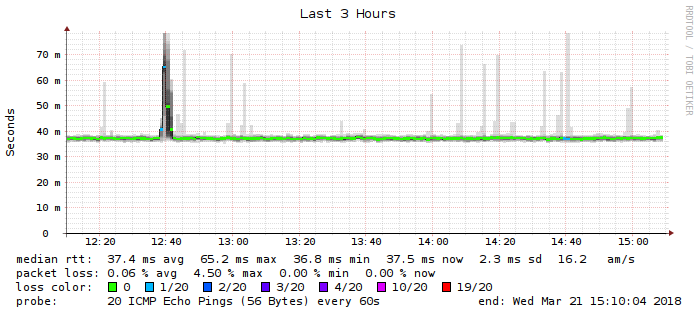 Last 3 Hours
RRDTOOL / TOBI OETIKER
Seconds
70 m
60 m
50 m
40 m
30 m
20 m
10 m
0
12:20 12:40 13:00 13:20 13:40 14:00 14:20 14:40 15:00
median rtt: 37.4 ms avg 65.2 ms max 36.8 ms min 37.5 ms now 2.3 ms sd 16.2 am/s
packet loss: 0.06 % avg 4.50 % max 0.00 % min 0.00 % now
loss color: 0 1/20 2/20 3/20 4/20 10/20 19/20
probe: 20 ICMP Echo Pings (56 Bytes) every 60s end: Wed Mar 21 15:10:04 2018